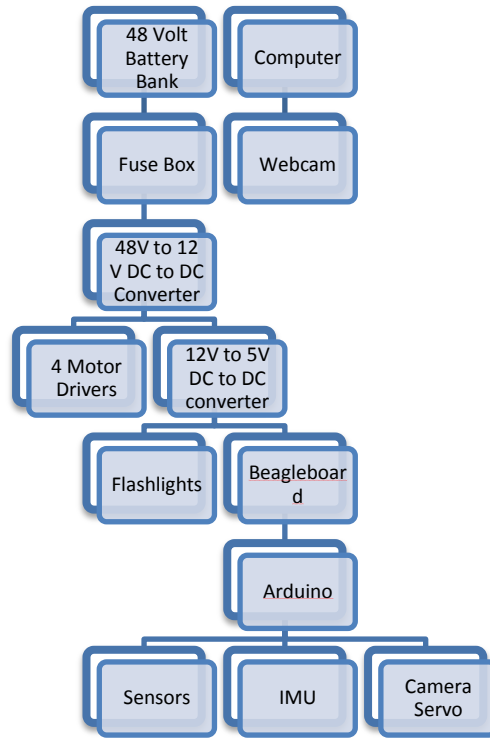 48 Volt
Battery
Bank
Computer
Fuse Box
Webcam
48V to 12
V DC to DC
Converter
4 Motor
Drivers
12V to 5V
DC to DC
converter
Flashlights
Beagleboar
d
Arduino
Sensors
IMU
Camera
Servo